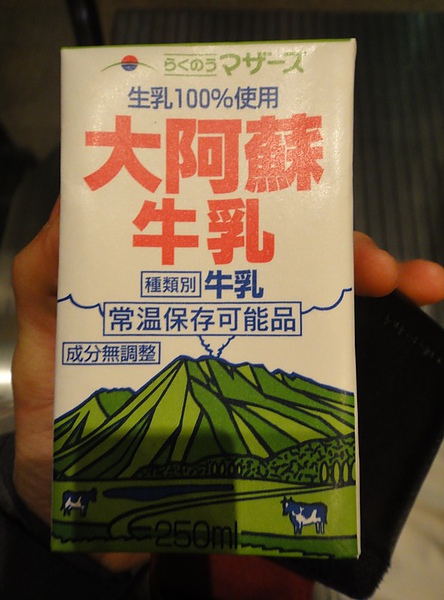 らくのうマザーズ
生乳100%使用
大阿蘇
牛乳
種類別 牛乳
常温保存可能品
成分無調整
250ml